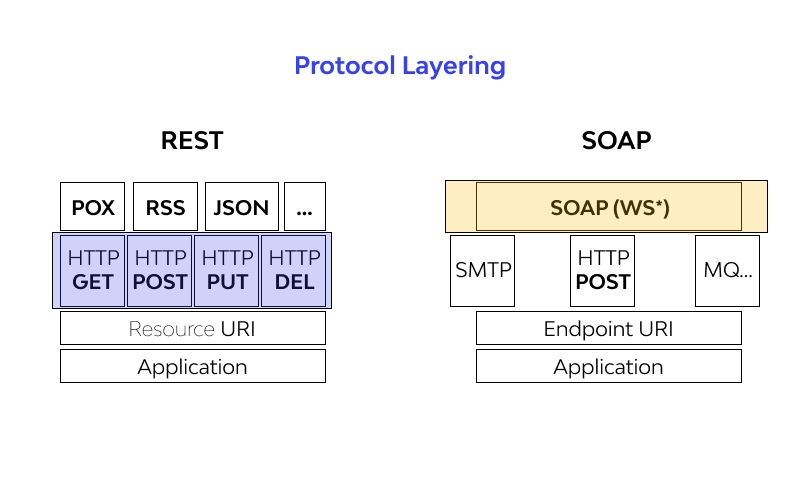 Protocol Layering
REST
POX RSS JSON ...
HTTP HTTP HTTP HTTP
GET POST PUT DEL
Resource URI
Application
SOAP
SOAP (WS*)
SMTP
HTTP
POST
MQ...
Endpoint URI
Application